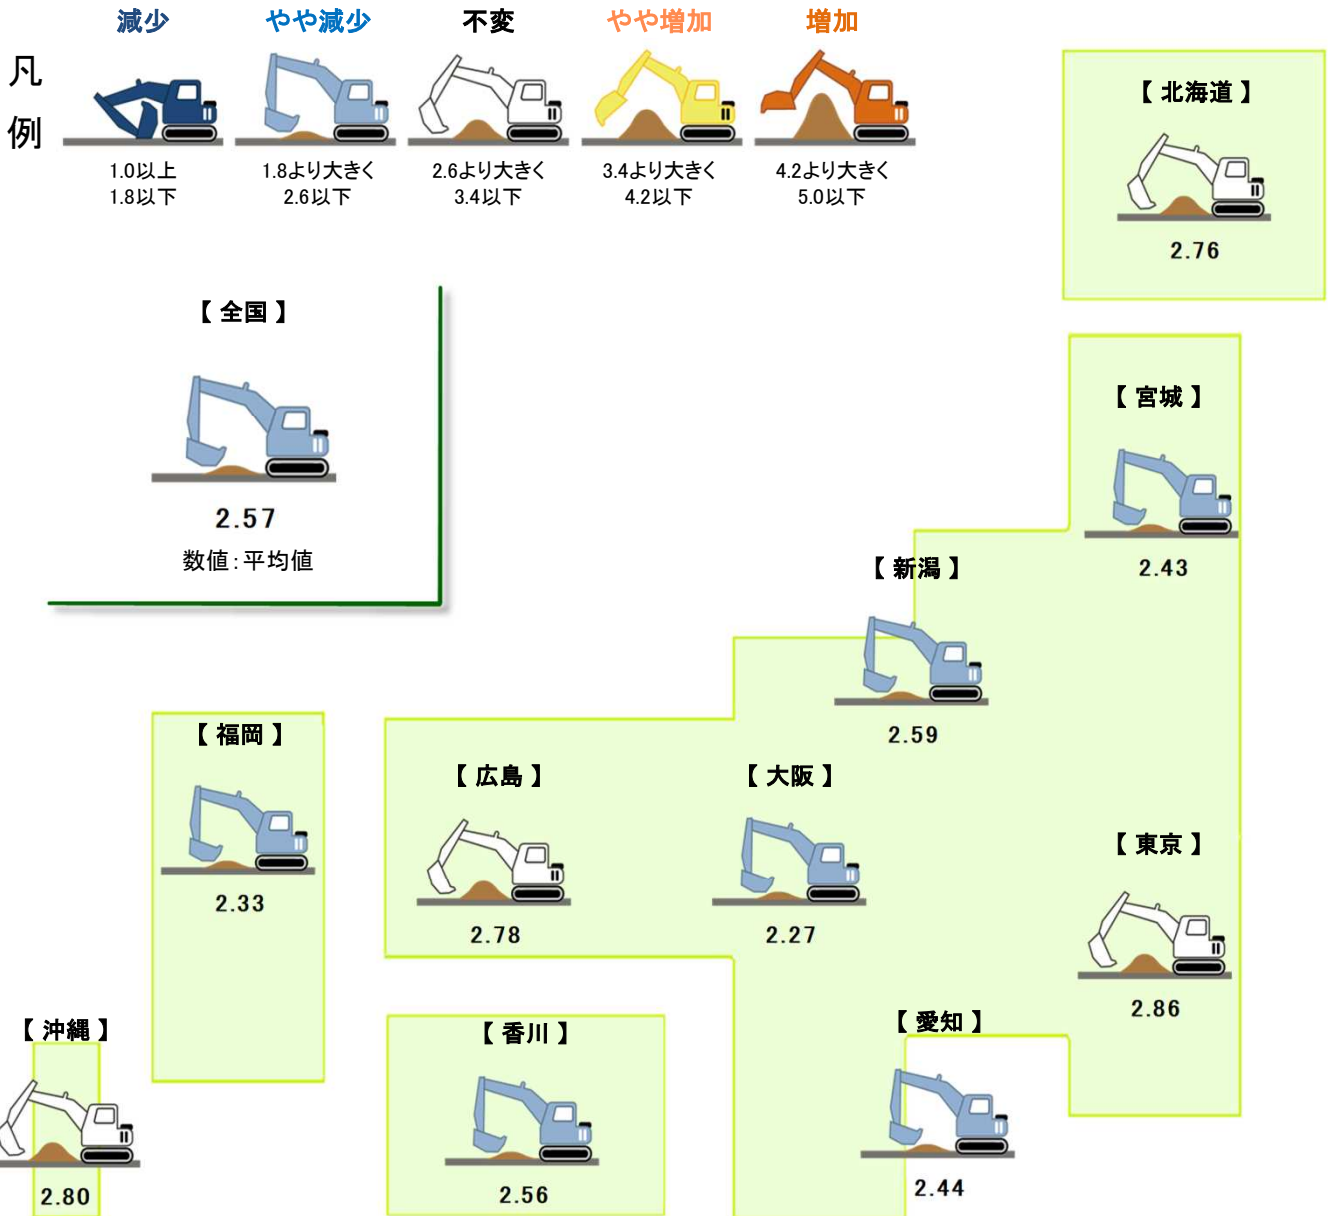 減少 やや減少 不変 やや増加 増加
凡例
1.0以上 1.8より大きく 2.6より大きく 3.4より大きく 4.2より大きく
1.8以下 2.6以下 3.4以下 4.2以下 5.0以下
【 北海道 】
2.76
【 全国 】
2.57
数値:平均値
【 宮城 】
2.43
【 新潟 】
2.59
【 福岡 】
2.33
【 広島 】
2.78
【 大阪 】
2.27
【 東京 】
2.86
【 沖縄 】
2.80
【 香川 】
2.56
【 愛知 】
2.44